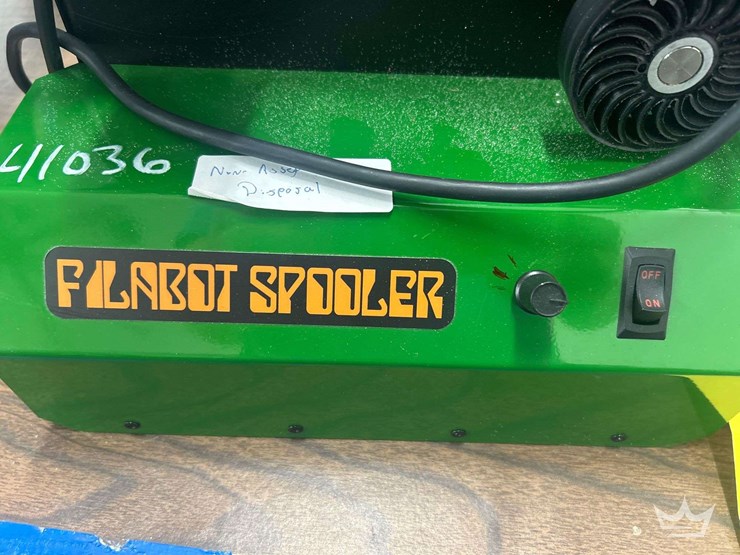 41036
Non Asset
Disposal
FILABOT SPOOLER
OFF
ON